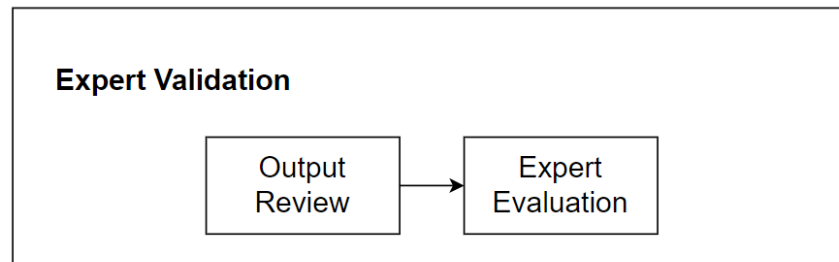 Expert Validation
Output
Review
Expert
Evaluation